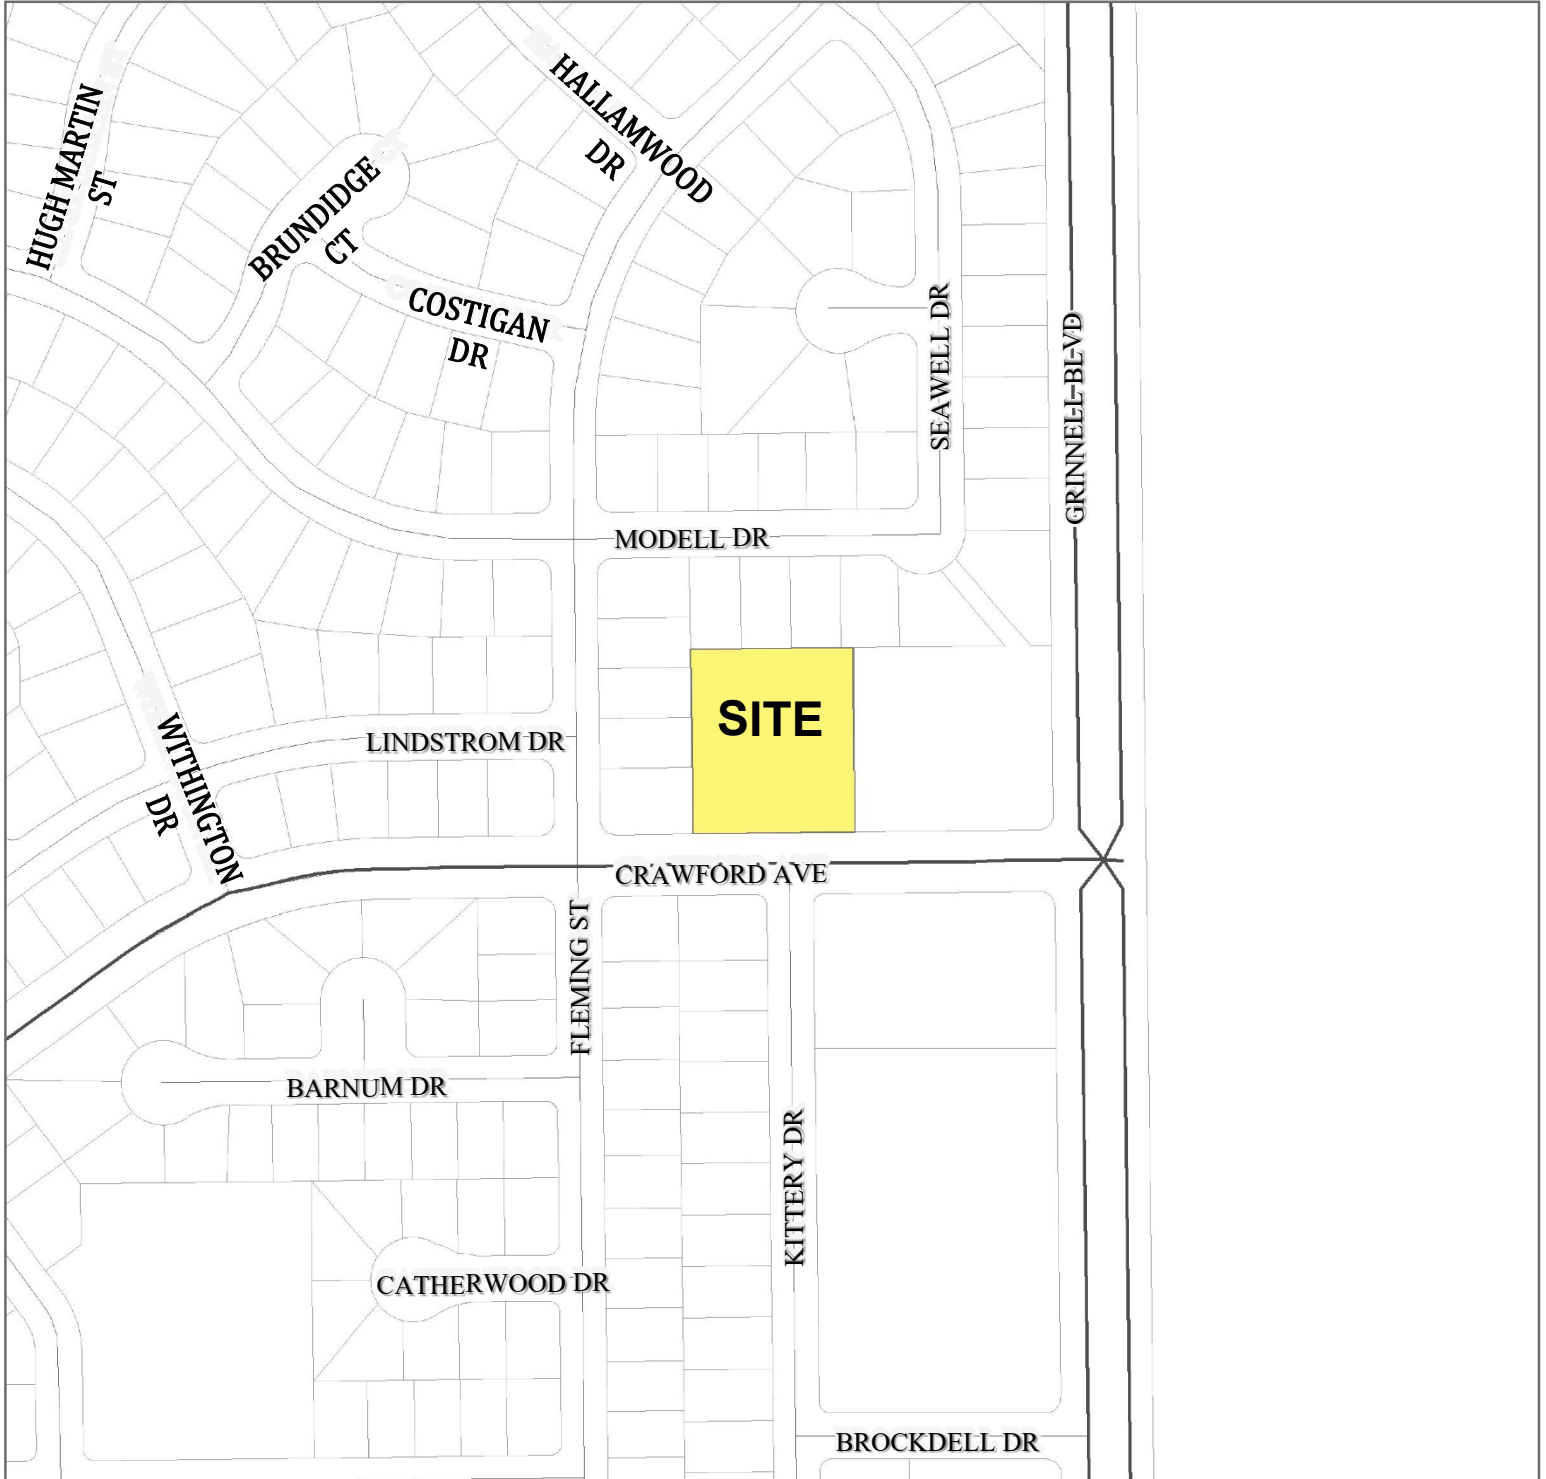 HALLAMWOOD
DR
HUGH MARTIN
ST
BRUNDIDGE
CT
COSTIGAN
DR
SEAWELL DR
GRINNELL BLVD
MODELL DR
SITE
LINDSTROM DR
WITHINGTON
DR
CRAWFORD AVE
FLEMING ST
BARNUM DR
KITTERY DR
CATHERWOOD DR
BROCKDELL DR